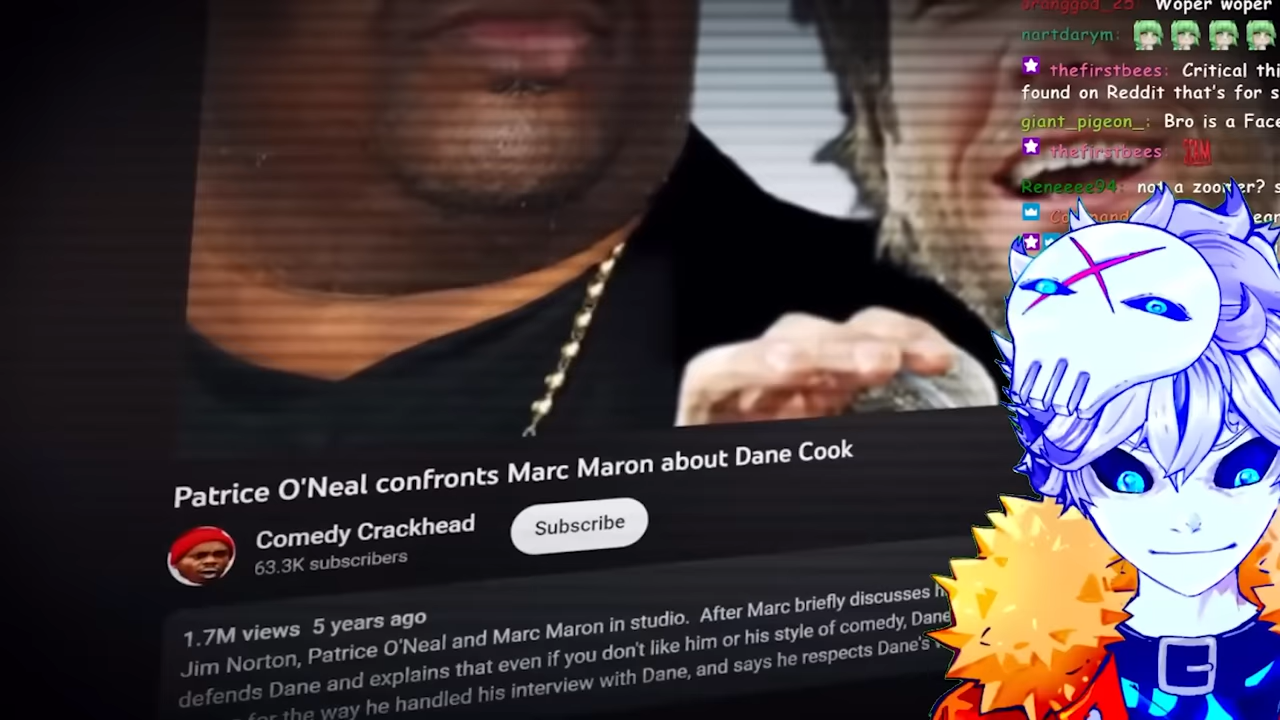 Woper woper
nartdarym:
thefirstbees: Critical thi
found on Reddit that's for s
giant_pigeon_: Bro is a Face
thefirstbees:
Reneeee94: not a zoomer? s
Patrice O'Neal confronts Marc Maron about Dane Cook
Comedy Crackhead
63.3K subscribers
Subscribe
1.7M views 5 years ago
Jim Norton, Patrice O'Neal and Marc Maron in studio. After Marc briefly discusses h
defends Dane and explains that even if you don't like him or his style of comedy, Dane
for the way he handled his interview with Dane, and says he respects Dane's